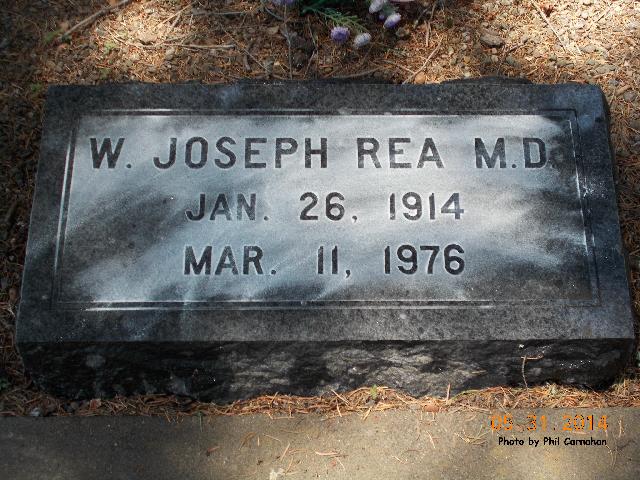 W. JOSEPH REA M.D.
JAN. 26, 1914
MAR. 11, 1976
05.31.2014
Photo by Phil Carnahan